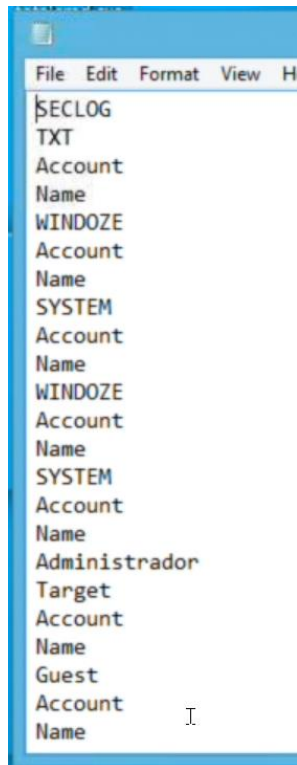 File Edit Format View H
SECLOG
TXT
Account
Name
WINDOZE
Account
Name
SYSTEM
Account
Name
WINDOZE
Account
Name
SYSTEM
Account
Name
Administrador
Target
Account
Name
Guest
Account
Name